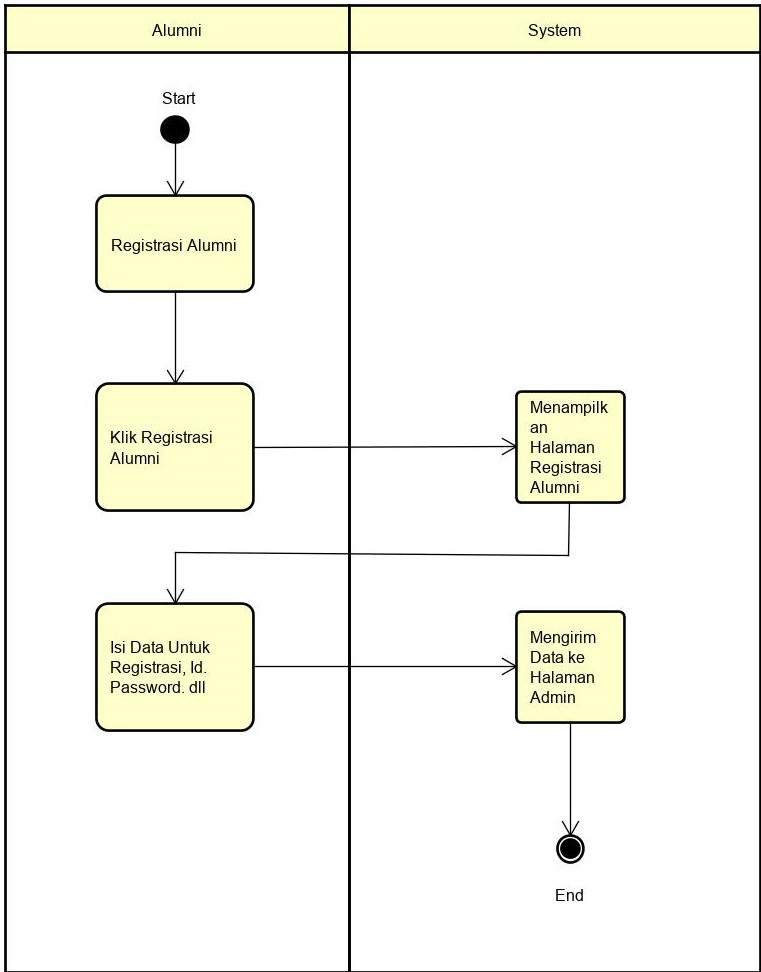 Alumni
System
Start
Registrasi Alumni
Klik Registrasi
Alumni
Menampilk
an
Halaman
Registrasi
Alumni
Isi Data Untuk
Registrasi, Id.
Password. dll
Mengirim
Data ke
Halaman
Admin
End